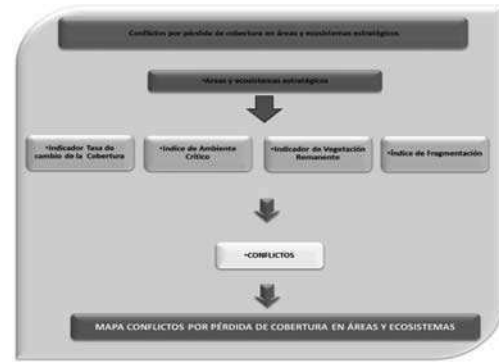 Conflictos por pérdida de cobertura en áreas y ecosistemas estratégicos
•Áreas y ecosistemas estratégicos
•Indicador Tasa de
cambio de la Cobertura
•Índice de Ambiente
Crítico
•Indicador de Vegetación
Remanente
•Índice de Fragmentación
•CONFLICTOS
MAPA CONFLICTOS POR PÉRDIDA DE COBERTURA EN ÁREAS Y ECOSISTEMAS